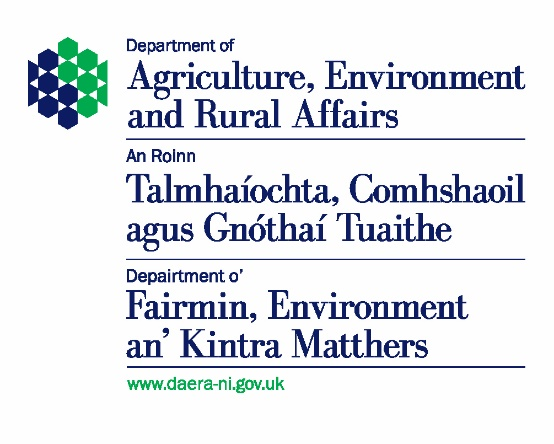 Department of
Agriculture, Environment
and Rural Affairs
An Roinn
Talmhaíochta, Comhshaoil
agus Gnóthaí Tuaithe
Depairtment o'
Fairmin, Environment
an' Kintra Matthers
www.daera-ni.gov.uk